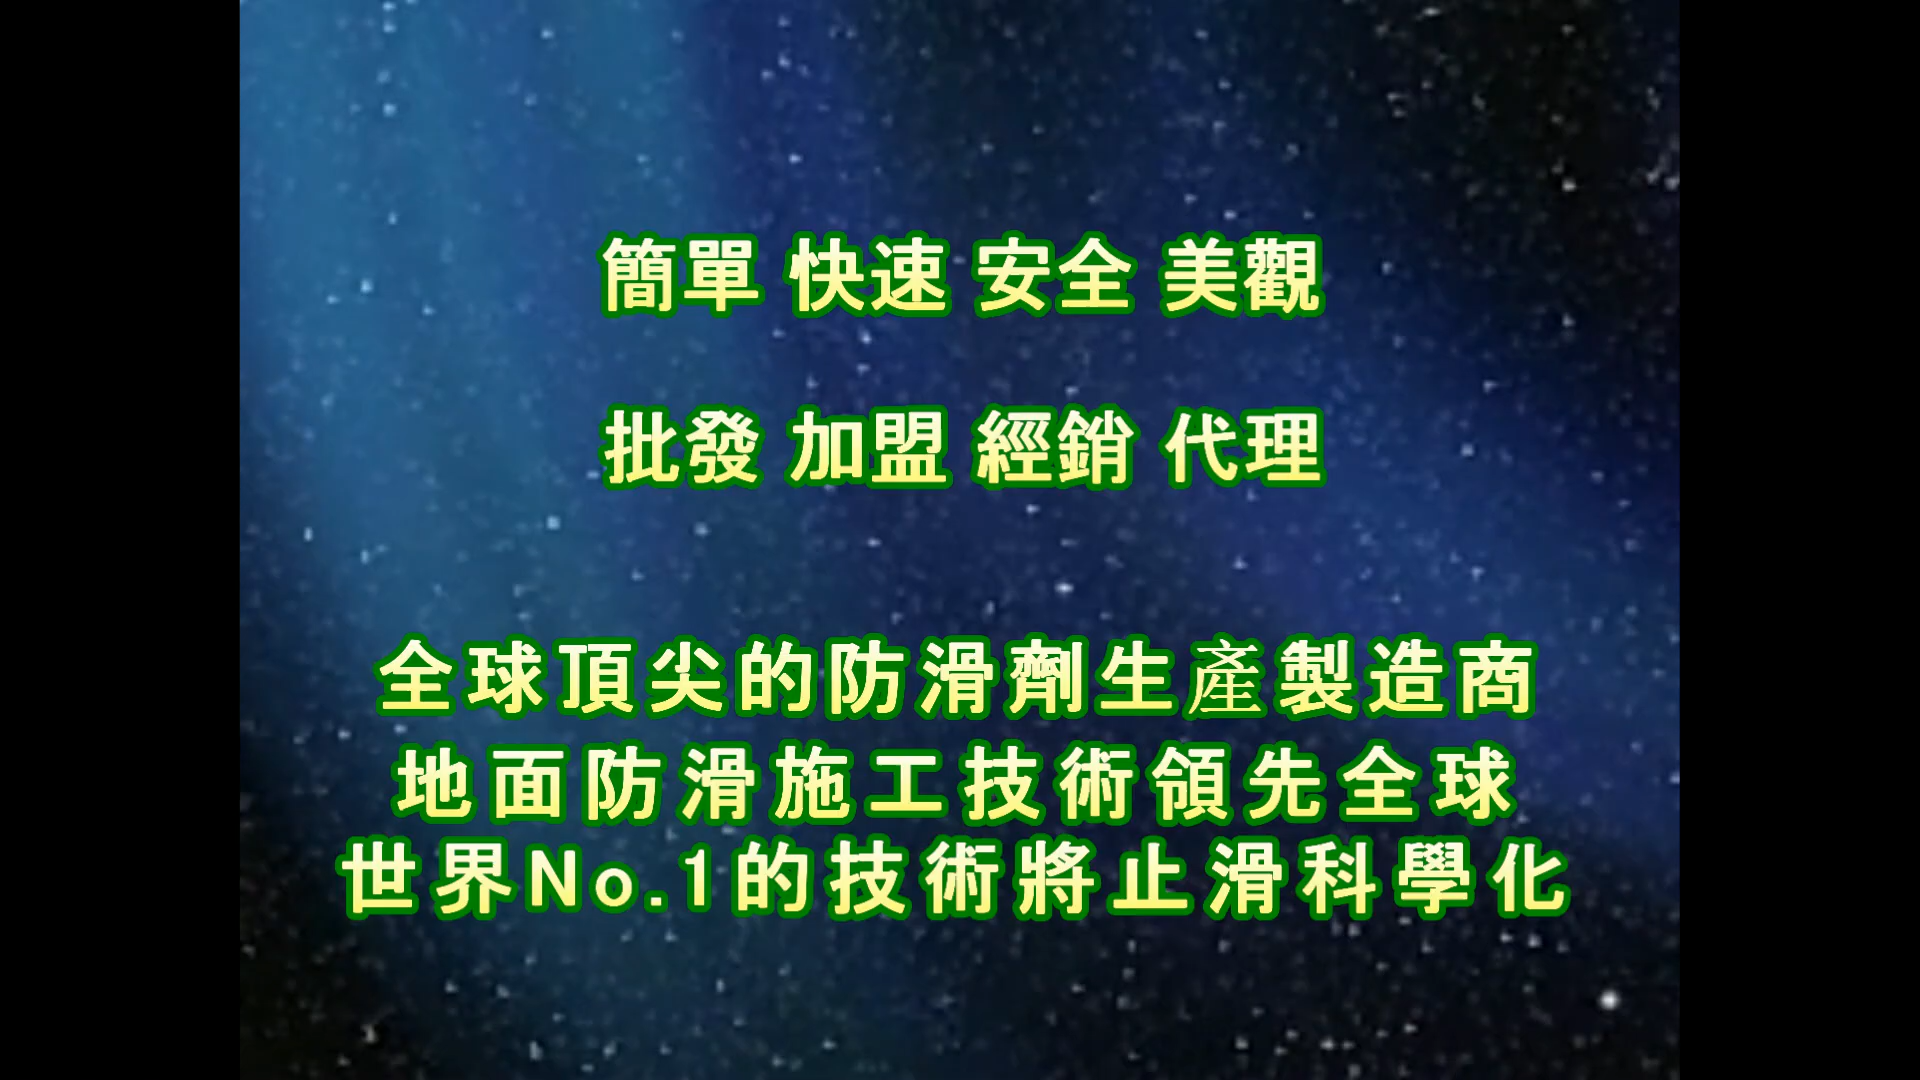 簡單 快速 安全 美觀
批發 加盟 經銷 代理
全球頂尖的防滑劑生產製造商
地面防滑施工技術領先全球
世界No.1的技術將止滑科學化